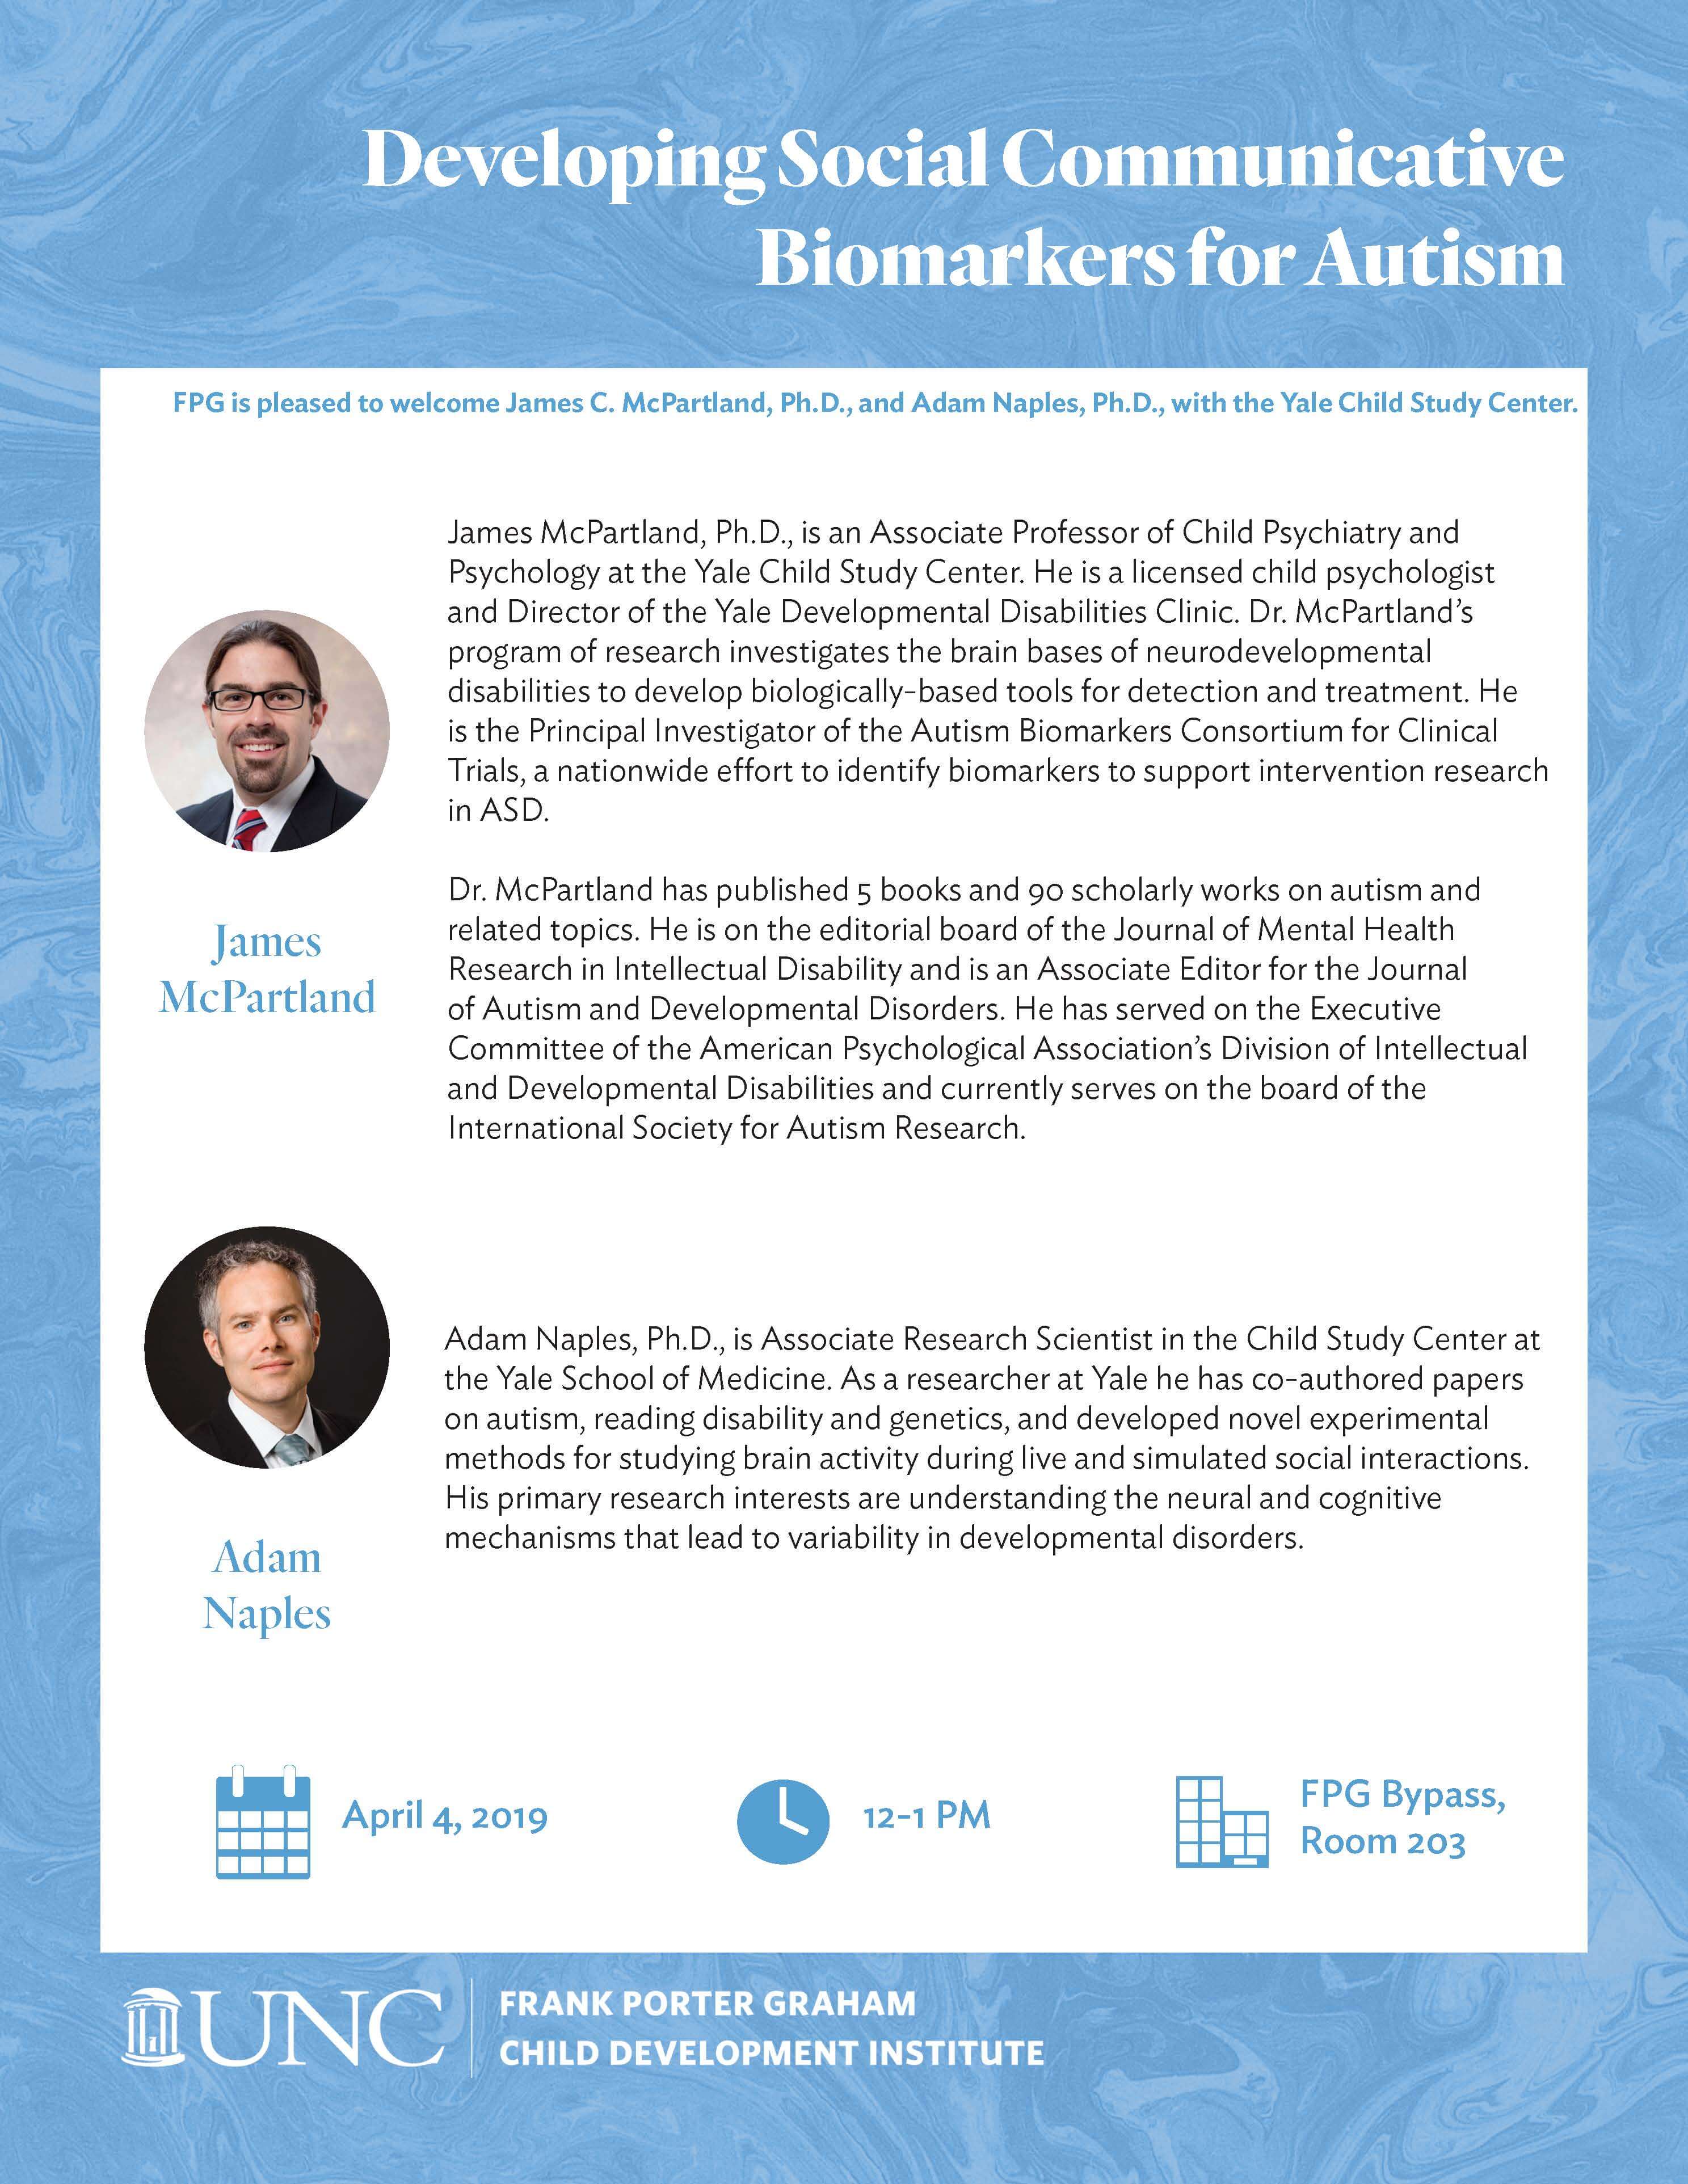 Developing Social Communicative
Biomarkers for Autism
FPG is pleased to welcome James C. McPartland, Ph.D., and Adam Naples, Ph.D., with the Yale Child Study Center.
James McPartland, Ph.D., is an Associate Professor of Child Psychiatry and
Psychology at the Yale Child Study Center. He is a licensed child psychologist
and Director of the Yale Developmental Disabilities Clinic. Dr. McPartland’s
program of research investigates the brain bases of neurodevelopmental
disabilities to develop biologically-based tools for detection and treatment. He
is the Principal Investigator of the Autism Biomarkers Consortium for Clinical
Trials, a nationwide effort to identify biomarkers to support intervention research
in ASD.
Dr. McPartland has published 5 books and 90 scholarly works on autism and
related topics. He is on the editorial board of the Journal of Mental Health
Research in Intellectual Disability and is an Associate Editor for the Journal
of Autism and Developmental Disorders. He has served on the Executive
Committee of the American Psychological Association’s Division of Intellectual
and Developmental Disabilities and currently serves on the board of the
International Society for Autism Research.
James
McPartland
Adam Naples, Ph.D., is Associate Research Scientist in the Child Study Center at
the Yale School of Medicine. As a researcher at Yale he has co-authored papers
on autism, reading disability and genetics, and developed novel experimental
methods for studying brain activity during live and simulated social interactions.
His primary research interests are understanding the neural and cognitive
mechanisms that lead to variability in developmental disorders.
Adam
Naples
April 4, 2019
12-1 PM
FPG Bypass,
Room 203
UNC
FRANK PORTER GRAHAM
CHILD DEVELOPMENT INSTITUTE